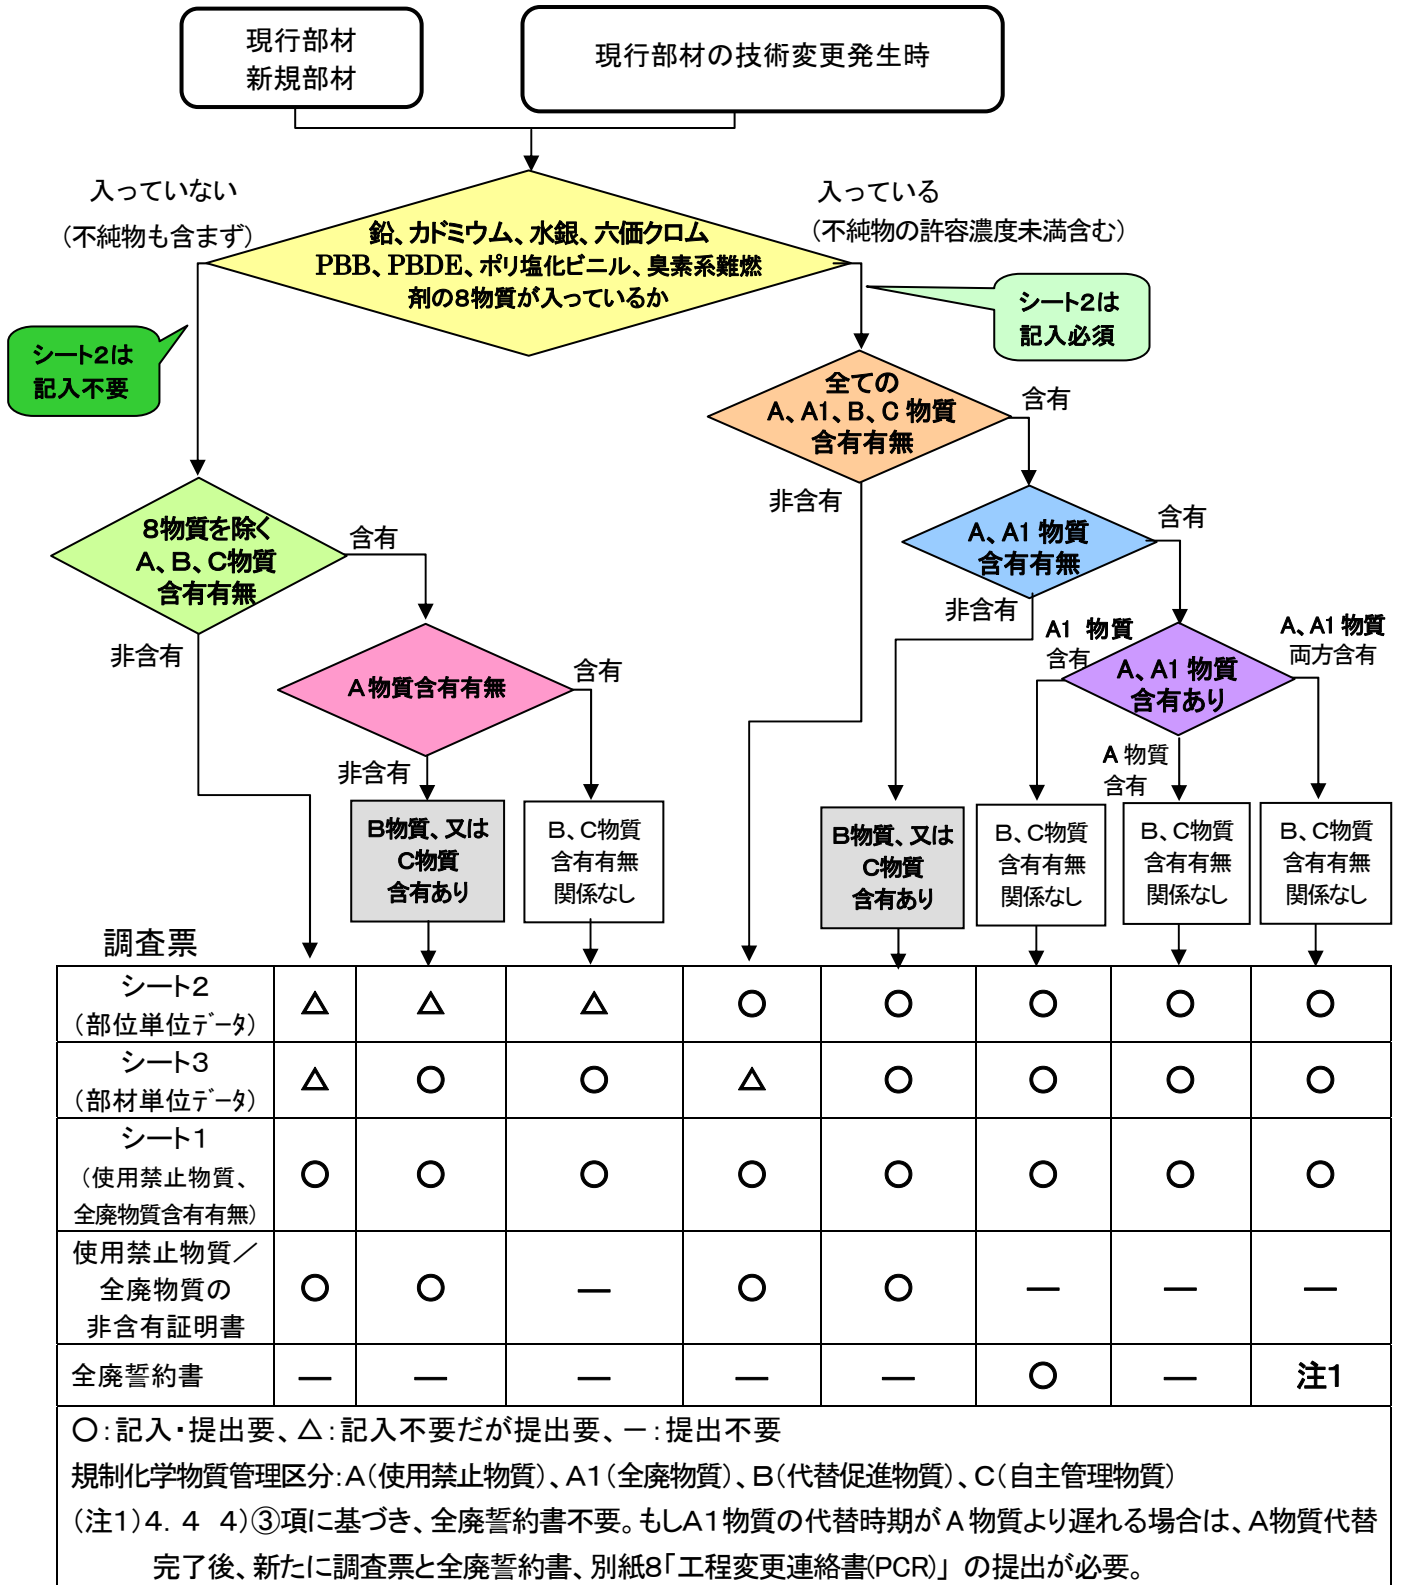 現行部材
新規部材
現行部材の技術変更発生時
入っていない
(不純物も含まず)
入っている
(不純物の許容濃度未満含む)
鉛、カドミウム、水銀、六価クロム
PBB、PBDE、ポリ塩化ビニル、臭素系難燃
剤の8物質が入っているか
シート2は
記入不要
シート2は
記入必須
全ての
A、A1、B、C 物質
含有有無
含有
非含有
8物質を除く
A、B、C物質
含有有無
含有
非含有
A、A1 物質
含有有無
含有
非含有
A物質含有有無
含有
非含有
A1 物質
含有
A、A1 物質
含有あり
A、A1 物質
両方含有
A 物質
含有
B物質、又は
C物質
含有あり
B、C物質
含有有無
関係なし
B物質、又は
C物質
含有あり
B、C物質
含有有無
関係なし
B、C物質
含有有無
関係なし
B、C物質
含有有無
関係なし
調査票
シート2
(部位単位データ)
△ △ △ ○ ○ ○ ○ ○
シート3
(部材単位データ)
△ ○ ○ △ ○ ○ ○ ○
シート1
(使用禁止物質、
全廃物質含有有無)
○ ○ ○ ○ ○ ○ ○ ○
使用禁止物質/
全廃物質の
非含有証明書
○ ○ ― ○ ○ ― ― ―
全廃誓約書 ― ― ― ― ― ○ ― 注1
○:記入・提出要、△:記入不要だが提出要、―:提出不要
規制化学物質管理区分:A(使用禁止物質)、A1(全廃物質)、B(代替促進物質)、C(自主管理物質)
(注1)4. 4 4)③項に基づき、全廃誓約書不要。もしA1物質の代替時期がA物質より遅れる場合は、A物質代替
完了後、新たに調査票と全廃誓約書、別紙8「工程変更連絡書(PCR)」の提出が必要。